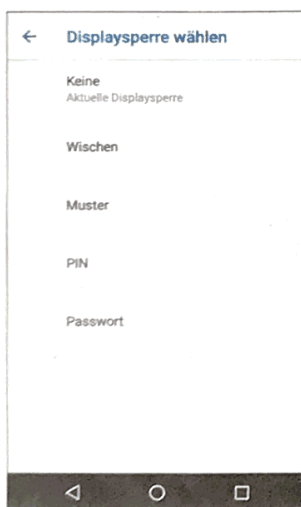 Displaysperre wählen
Keine
Aktuelle Displaysperre
Wischen
Muster
PIN
Passwort